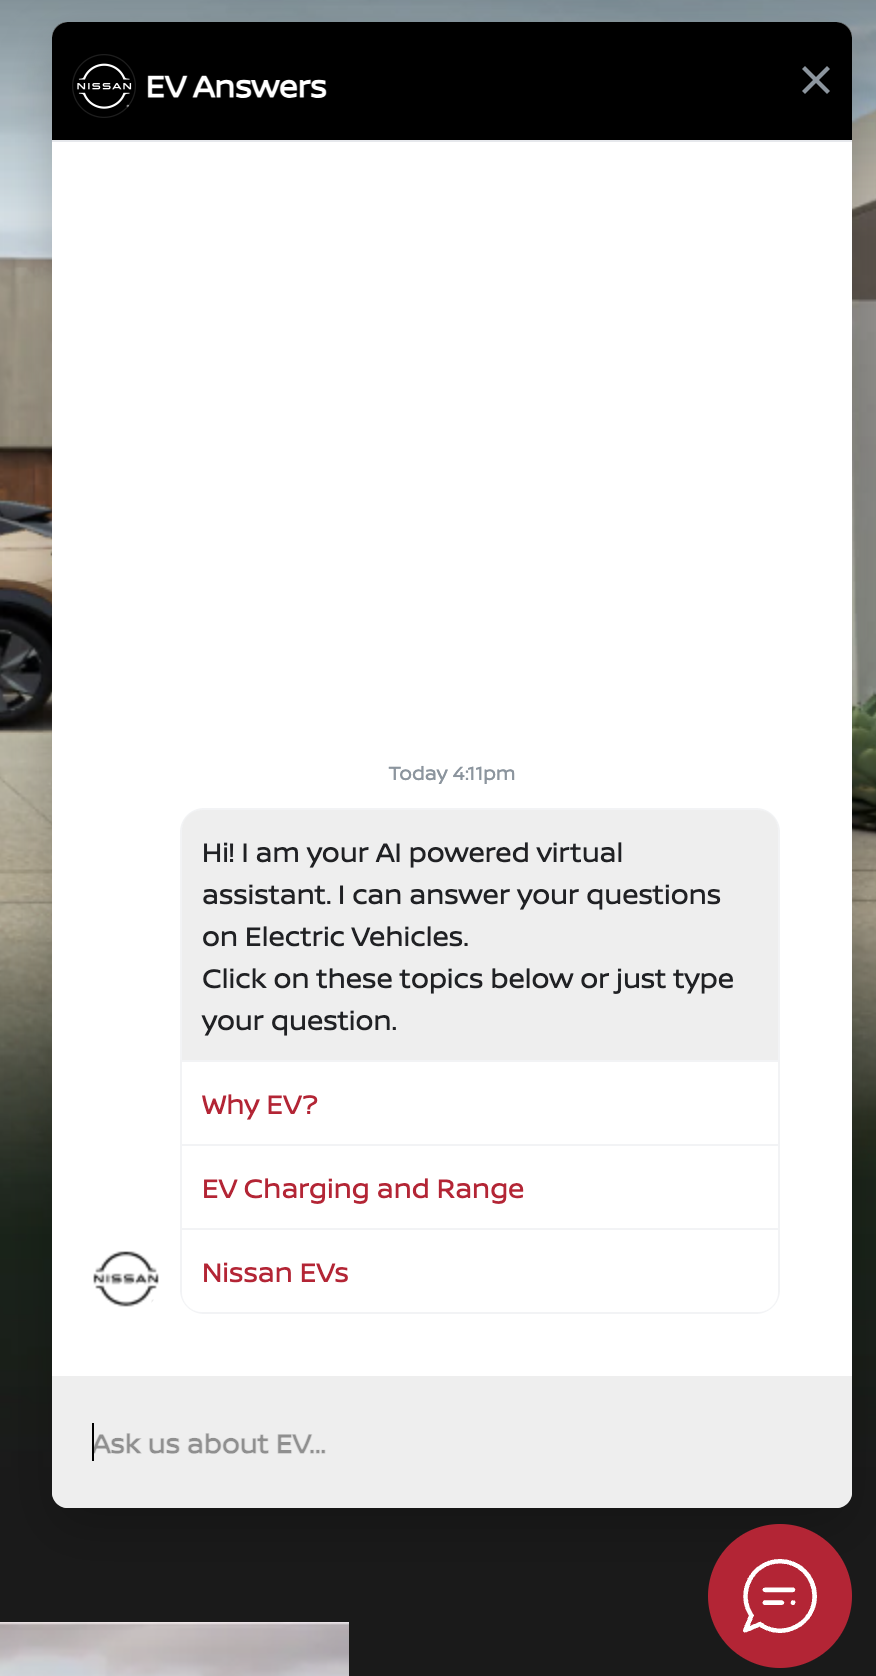 NISSAN
EV Answers
Today 4:11pm
Hi! I am your AI powered virtual
assistant. I can answer your questions
on Electric Vehicles.
Click on these topics below or just type
your question.
Why EV?
EV Charging and Range
Nissan EVs
NISSAN
Ask us about EV...